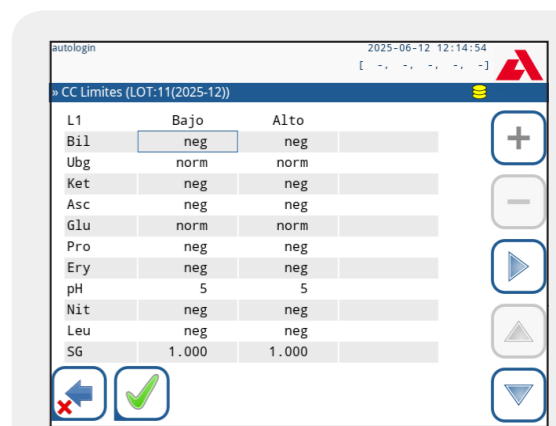 autologin 2025-06-12 12:14:54
[ -, -, -, -, -]
» CC Limites (LOT:11(2025-12))
L1 Bajo Alto
Bil neg neg
Ubg norm norm
Ket neg neg
Asc neg neg
Glu norm norm
Pro neg neg
Ery neg neg
pH 5 5
Nit neg neg
Leu neg neg
SG 1.000 1.000